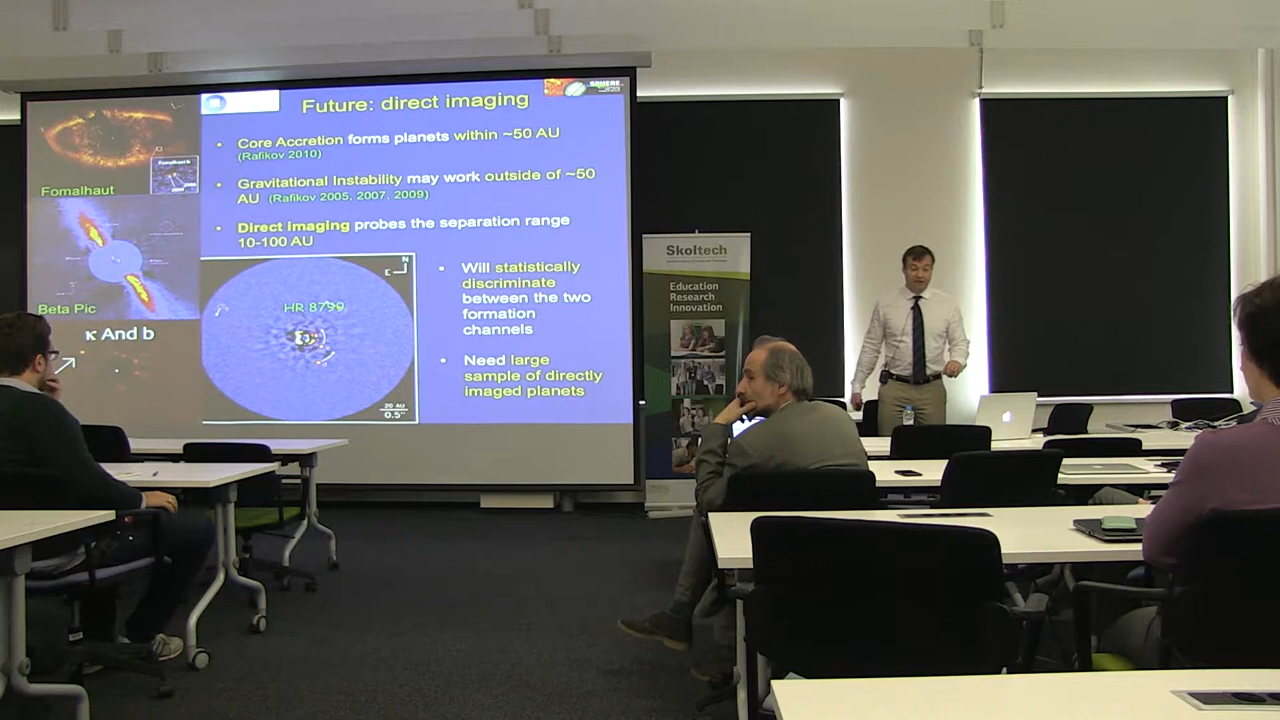 Future: direct imaging
SPHERE
Fomalhaut b
Fomalhaut
Beta Pic
κ And b
• Core Accretion forms planets within ~50 AU
(Rafikov 2010)
• Gravitational Instability may work outside of ~50
AU (Rafikov 2005, 2007, 2009)
• Direct imaging probes the separation range
10-100 AU
N
E
HR 8799
20 AU
0.5"
• Will statistically
discriminate
between the two
formation
channels
• Need large
sample of directly
imaged planets
Skoltech
Education
Research
Innovation